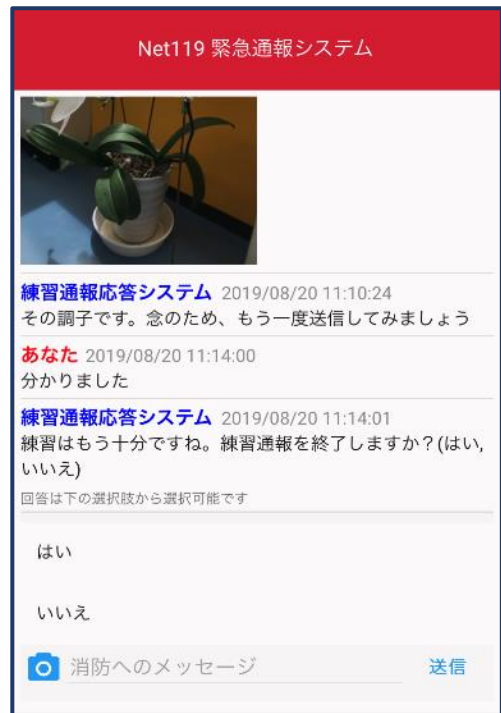 Net119 緊急通報システム
練習通報応答システム 2019/08/20 11:10:24
その調子です。念のため、もう一度送信してみましょう
あなた 2019/08/20 11:14:00
分かりました
練習通報応答システム 2019/08/20 11:14:01
練習はもう十分ですね。練習通報を終了しますか？(はい,
いいえ)
回答は下の選択肢から選択可能です
はい
いいえ
消防へのメッセージ 送信